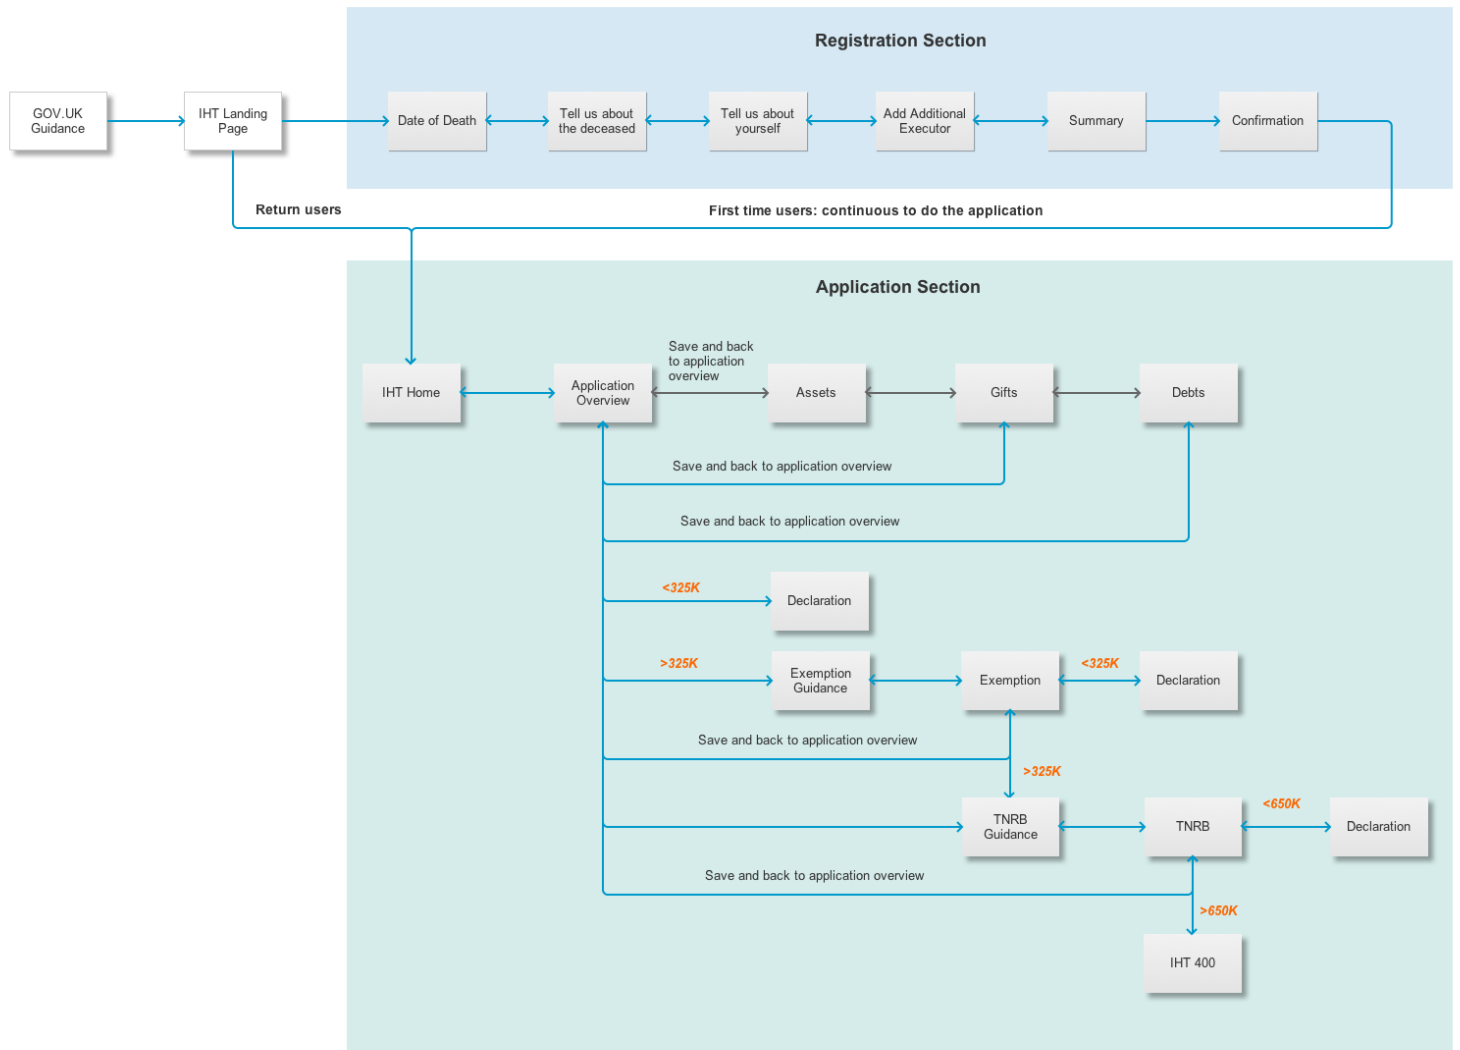 Registration Section
GOV.UK
Guidance
IHT Landing
Page
Date of Death
Tell us about
the deceased
Tell us about
yourself
Add Additional
Executor
Summary
Confirmation
Return users
First time users: continuous to do the application
Application Section
IHT Home
Application
Overview
Save and back
to application
overview
Assets
Gifts
Debts
Save and back to application overview
Save and back to application overview
<325K
Declaration
>325K
Exemption
Guidance
Exemption
<325K
Declaration
Save and back to application overview
>325K
TNRB
Guidance
TNRB
<650K
Declaration
Save and back to application overview
>650K
IHT 400